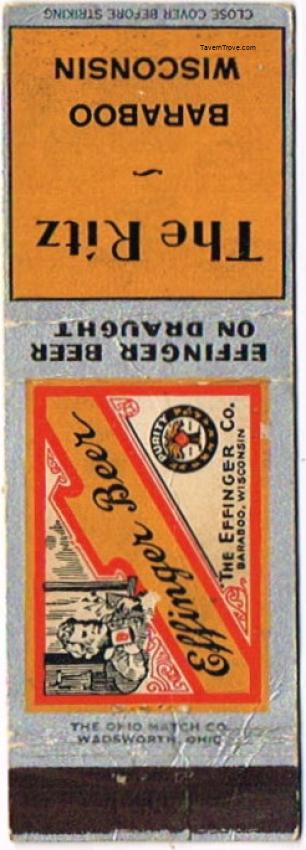 CLOSE COVER BEFORE STRIKING
TavernTrove.com
The Ritz
~
BARABOO
WISCONSIN
EFFINGER BEER
ON DRAUGHT
Effinger Beer
PURITY
THE EFFINGER CO.
BARABOO, WISCONSIN
THE OHIO MATCH CO.
WADSWORTH, OHIO